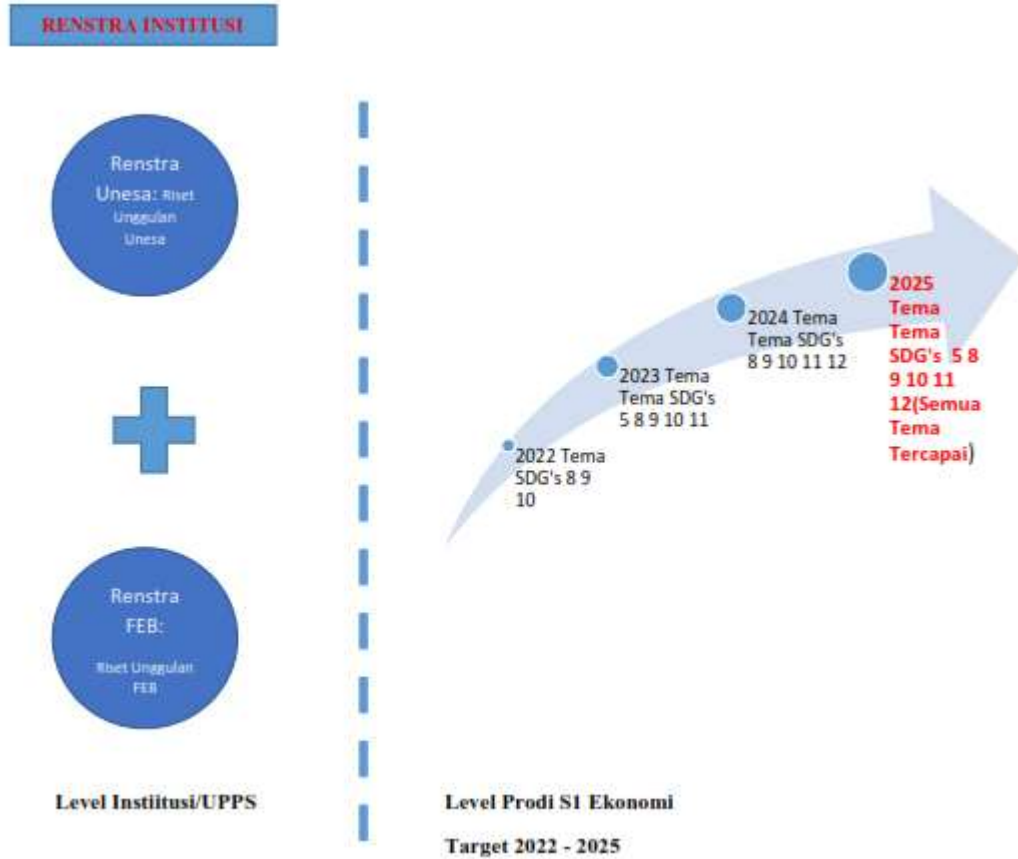 RENSTRA INSTITUSI
Renstra
Unesa: Riset
Unggulan
Unesa
Renstra
FEB:
Riset Unggulan
FEB
Level Instiitusi/UPPS
2022 Tema
SDG's 8 9
10
2023 Tema
Tema SDG's
5 8 9 10 11
2024 Tema
Tema SDG's
8 9 10 11 12
2025
Tema
Tema
SDG's 5 8
9 10 11
12(Semua
Tema
Tercapai)
Level Prodi S1 Ekonomi
Target 2022 - 2025